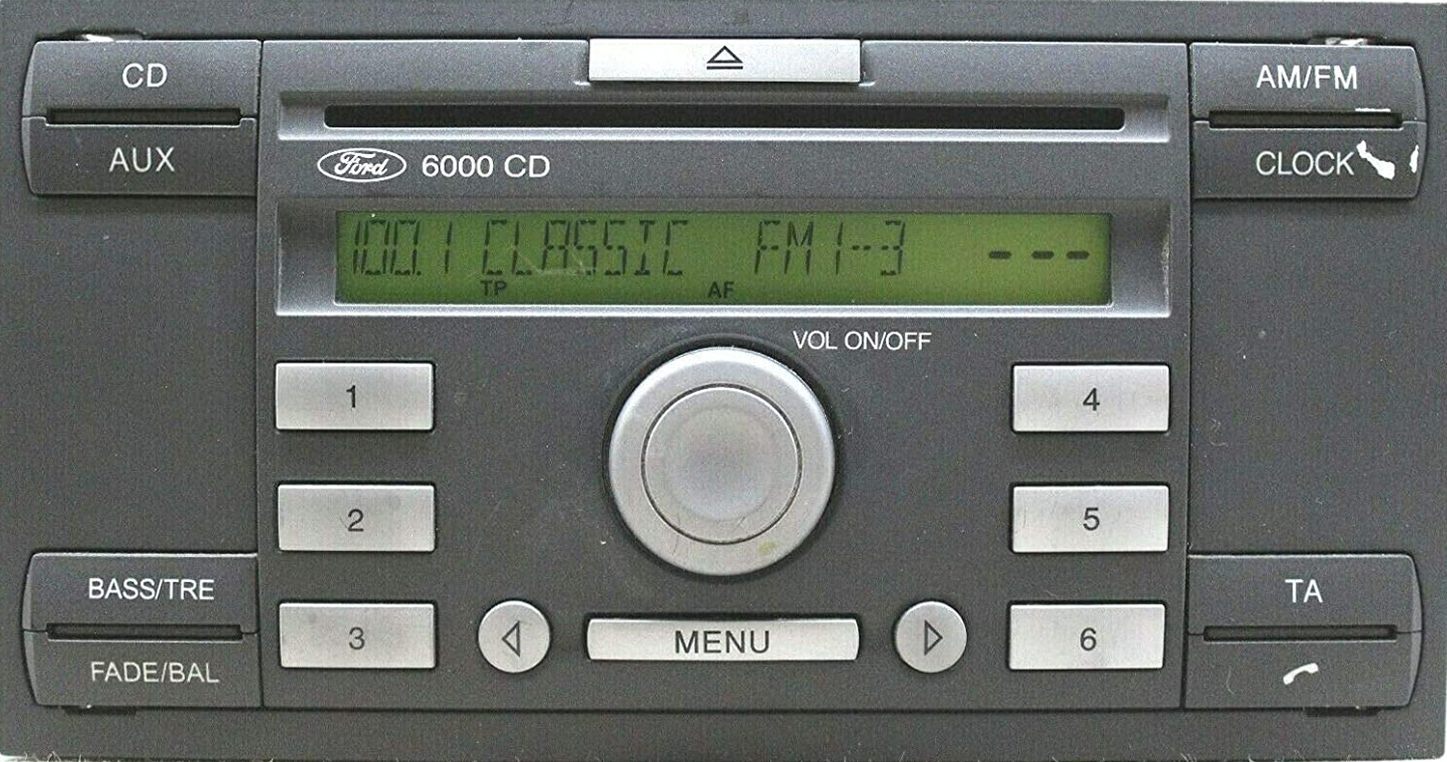 CD
AUX
AM/FM
CLOCK
Ford 6000 CD
100.1 CLASSIC FM1-3 ---
TP AF
VOL ON/OFF
1
4
2
5
BASS/TRE
FADE/BAL
3
MENU
6
TA